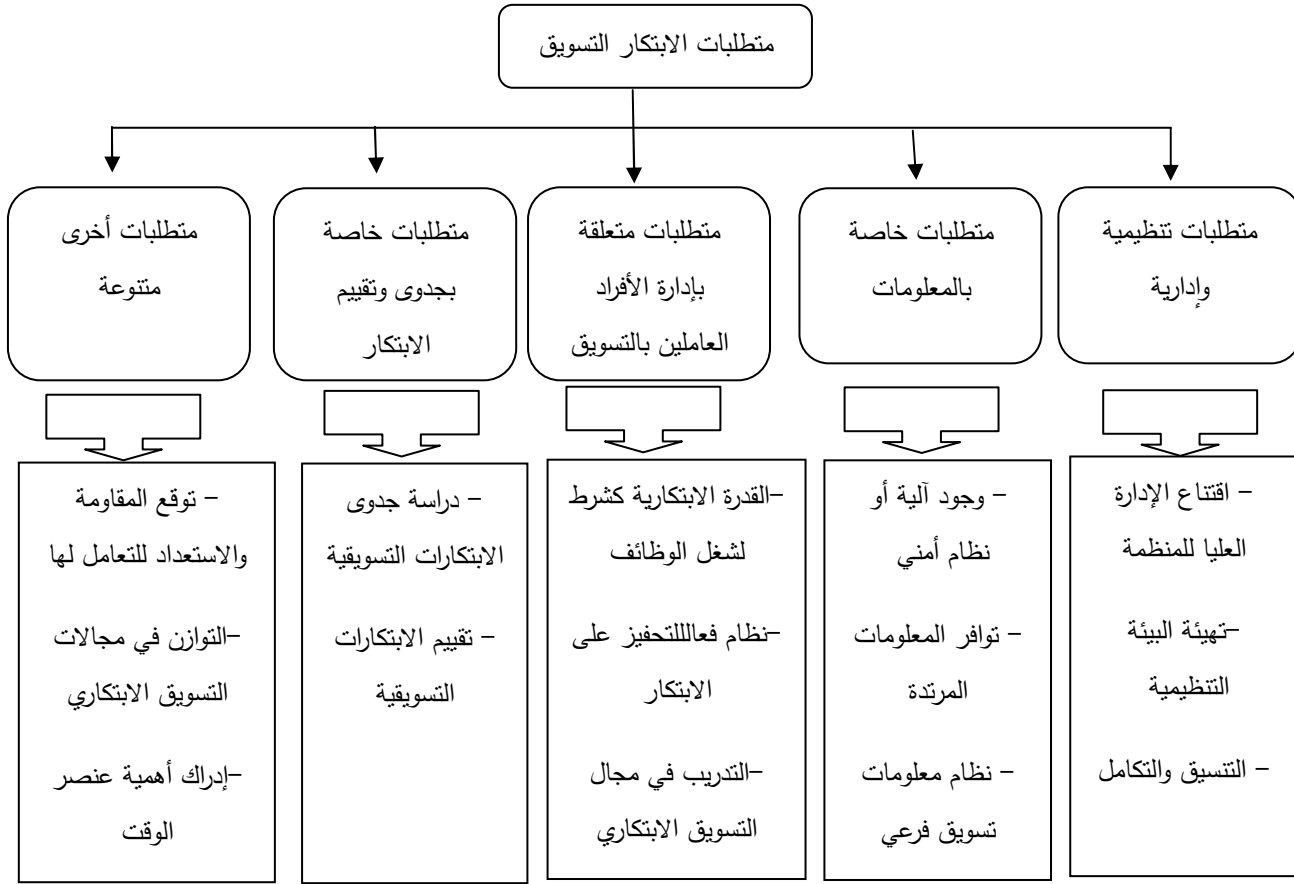 متطلبات الابتكار التسويق
متطلبات تنظيمية
وإدارية
متطلبات خاصة
بالمعلومات
متطلبات متعلقة
بإدارة الأفراد
العاملين بالتسويق
متطلبات خاصة
بجدوى وتقييم
الابتكار
متطلبات أخرى
متنوعة
– اقتناع الإدارة
العليا للمنظمة
–تهيئة البيئة
التنظيمية
– التنسيق والتكامل
– وجود آلية أو
نظام أمني
– توافر المعلومات
المرتدة
– نظام معلومات
تسويق فرعي
–القدرة الابتكارية كشرط
لشغل الوظائف
–نظام فعالللتحفيز على
الابتكار
–التدريب في مجال
التسويق الابتكاري
– دراسة جدوى
الابتكارات التسويقية
– تقييم الابتكارات
التسويقية
– توقع المقاومة
والاستعداد للتعامل لها
–التوازن في مجالات
التسويق الابتكاري
–إدراك أهمية عنصر
الوقت